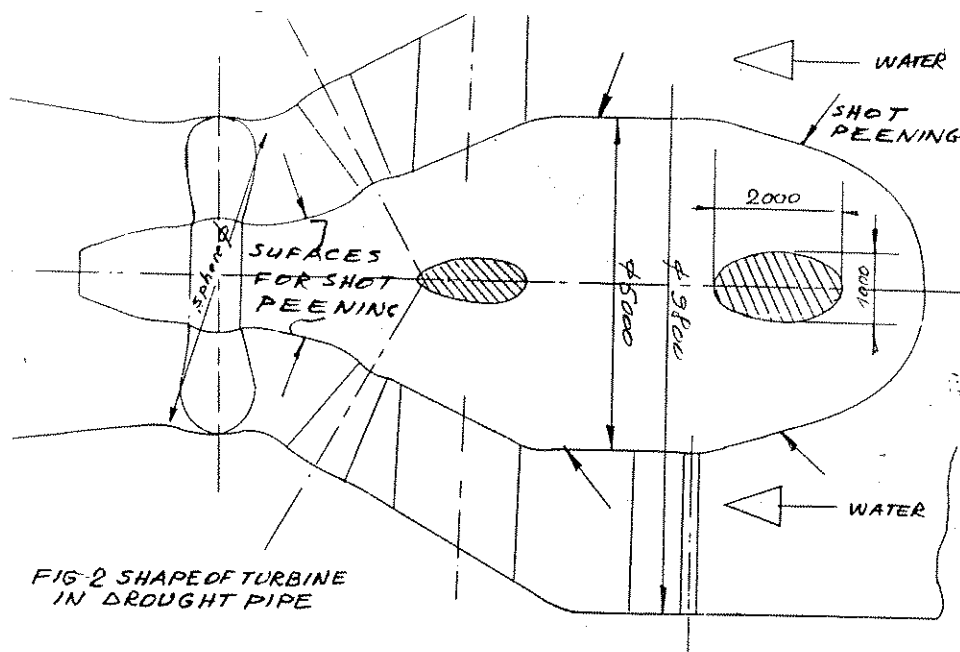 WATER
SHOT
PEENING
2000
1000
Sphere ϕ
SUFACES
FOR SHOT
PEENING
ϕ5000
ϕ9800
WATER
FIG-2 SHAPE OF TURBINE
IN DROUGHT PIPE